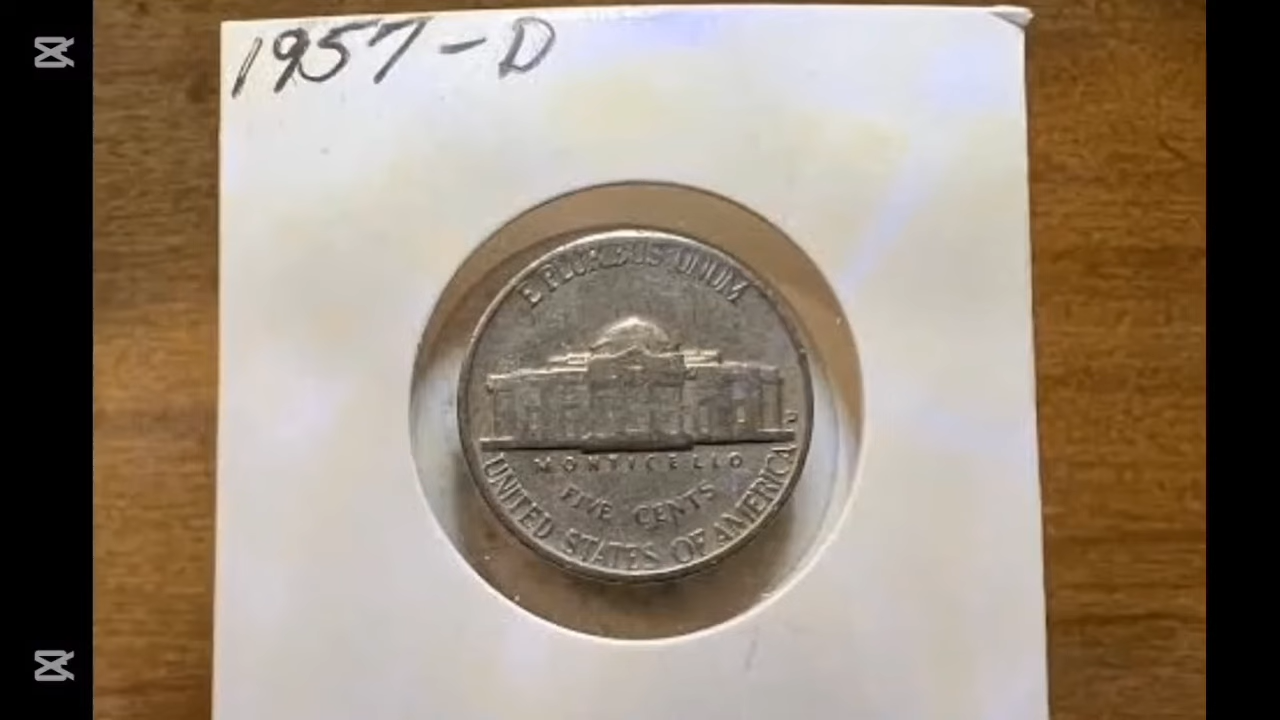 1957-D
E PLURIBUS UNUM
MONTICELLO
FIVE CENTS
UNITED STATES OF AMERICA
D